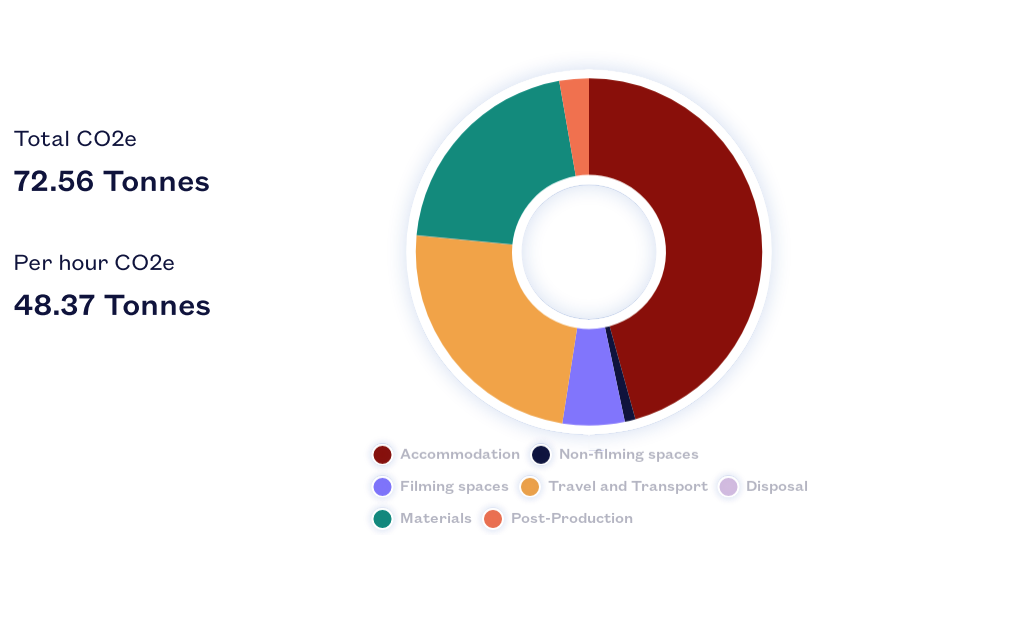 Total CO2e
72.56 Tonnes
Per hour CO2e
48.37 Tonnes
Accommodation Non-filming spaces
Filming spaces Travel and Transport Disposal
Materials Post-Production